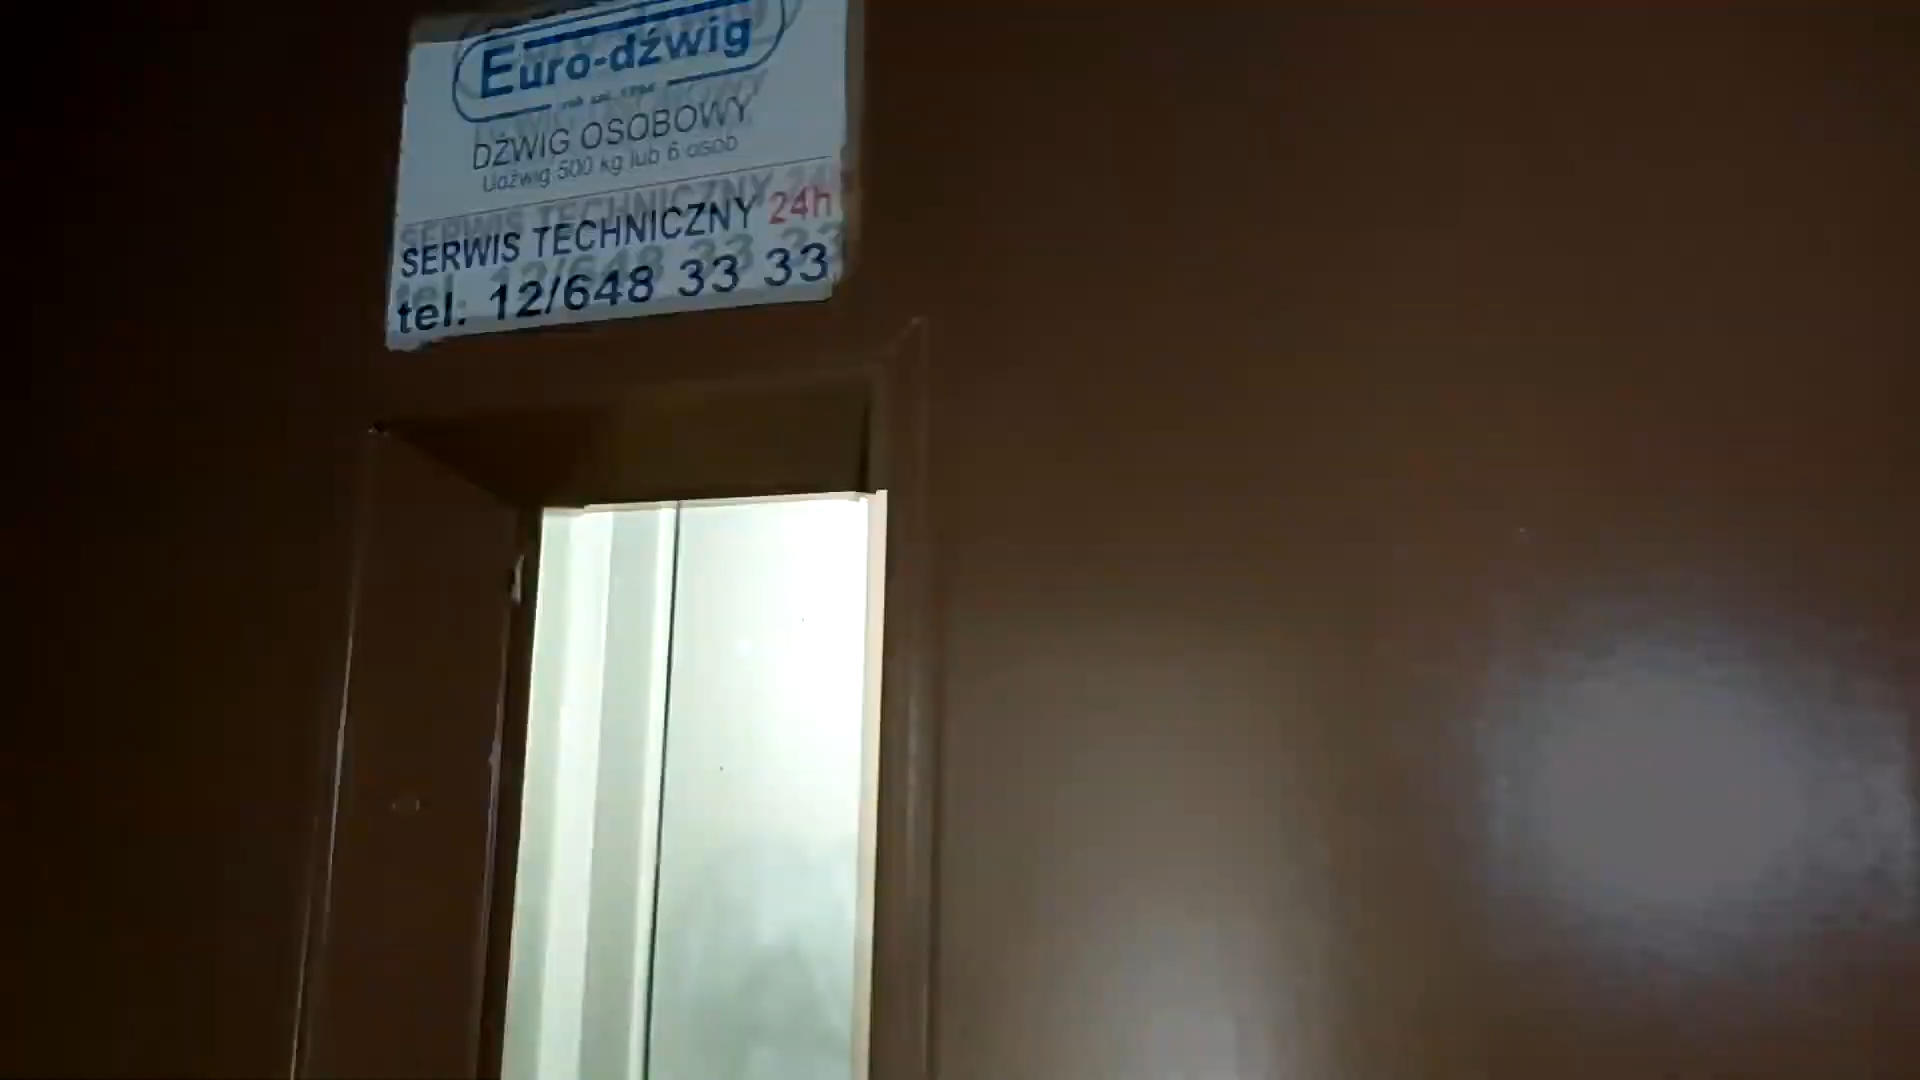 Euro-dźwig
DŹWIG OSOBOWY
Udźwig 500 kg lub 6 osób
SERWIS TECHNICZNY 24h
tel: 12/648 33 33